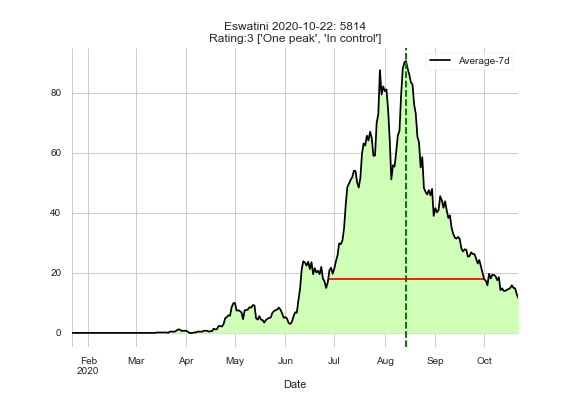 Eswatini 2020-10-22: 5814
Rating:3 ['One peak', 'In control']
Average-7d
80
60
40
20
0
Feb Mar Apr May Jun Jul Aug Sep Oct
2020
Date